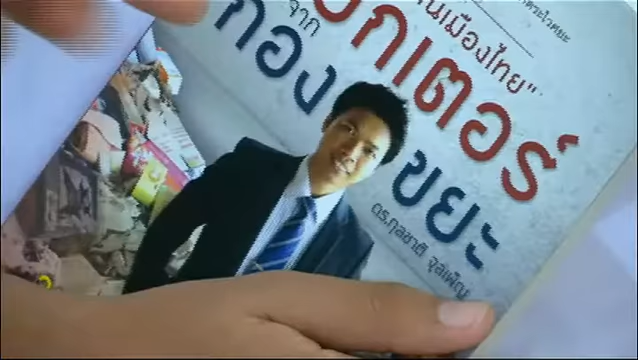 นเมืองไทย"
จาก
กเตอร์
กอง
ขยะ
ดร.กุลชาติ จุลเพ็ญ